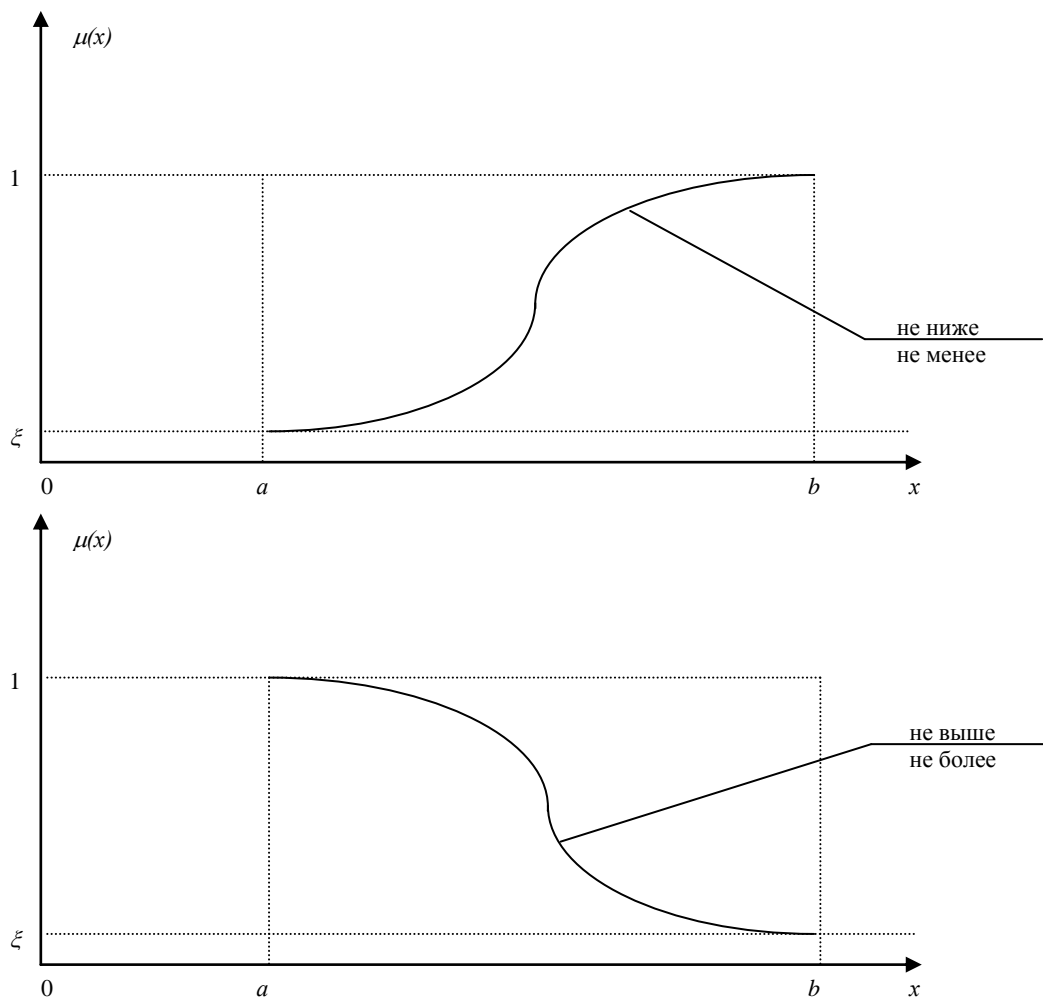 μ(x)
1
не ниже
не менее
ξ
0 a b x
μ(x)
1
не выше
не более
ξ
0 a b x